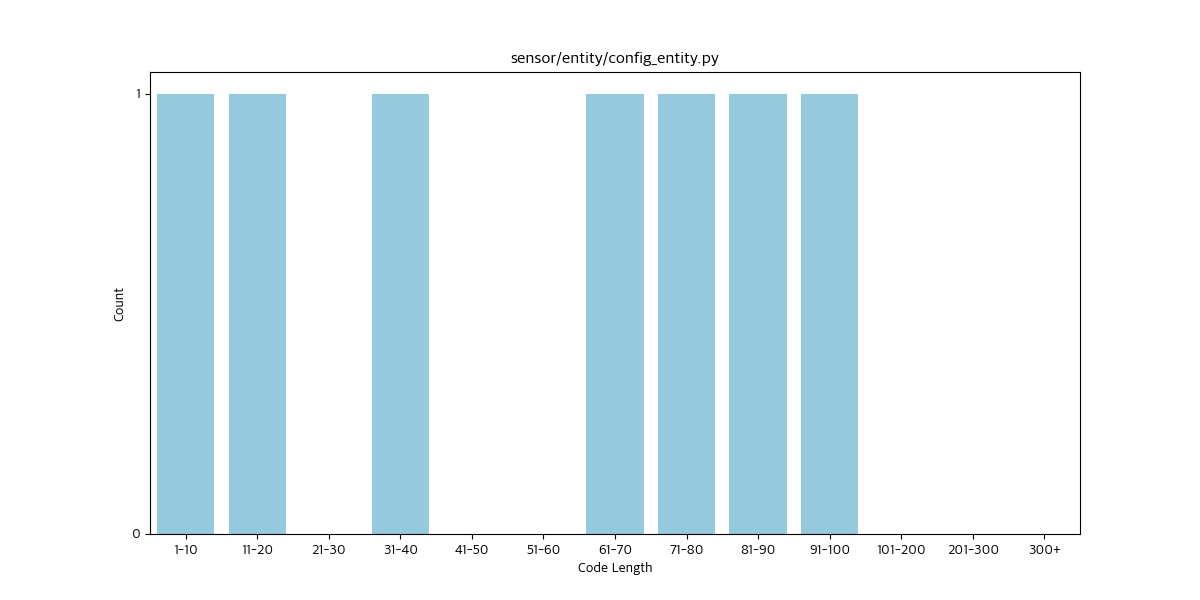 sensor/entity/config_entity.py
1
Count
0
1-10 11-20 21-30 31-40 41-50 51-60 61-70 71-80 81-90 91-100 101-200 201-300 300+
Code Length